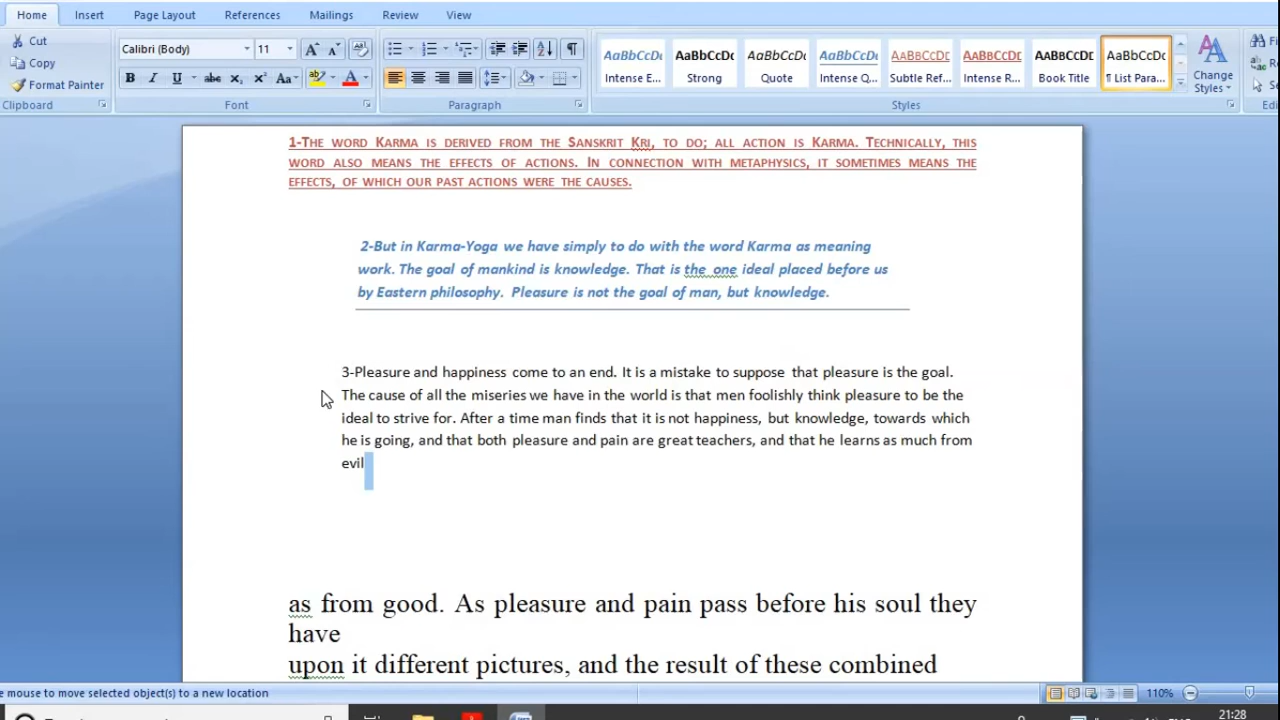 Home Insert Page Layout References Mailings Review View
Cut
Copy
Format Painter
Clipboard
Calibri (Body) 11
Font
Paragraph
AaBbCcDc AaBbCcDc AaBbCcDc AaBbCcDc AaBbCcDc AaBbCcDc AaBbCcDc AaBbCcDc
Intense E... Strong Quote Intense Q... Subtle Ref... Intense R... Book Title ¶ List Para...
Change
Styles
Styles
1-The word Karma is derived from the Sanskrit Kri, to do; all action is Karma. Technically, this
word also means the effects of actions. In connection with metaphysics, it sometimes means the
effects, of which our past actions were the causes.
2-But in Karma-Yoga we have simply to do with the word Karma as meaning
work. The goal of mankind is knowledge. That is the one ideal placed before us
by Eastern philosophy. Pleasure is not the goal of man, but knowledge.
3-Pleasure and happiness come to an end. It is a mistake to suppose that pleasure is the goal.
The cause of all the miseries we have in the world is that men foolishly think pleasure to be the
ideal to strive for. After a time man finds that it is not happiness, but knowledge, towards which
he is going, and that both pleasure and pain are great teachers, and that he learns as much from
evil
as from good. As pleasure and pain pass before his soul they
have
upon it different pictures, and the result of these combined
e mouse to move selected object(s) to a new location
110%
21:28